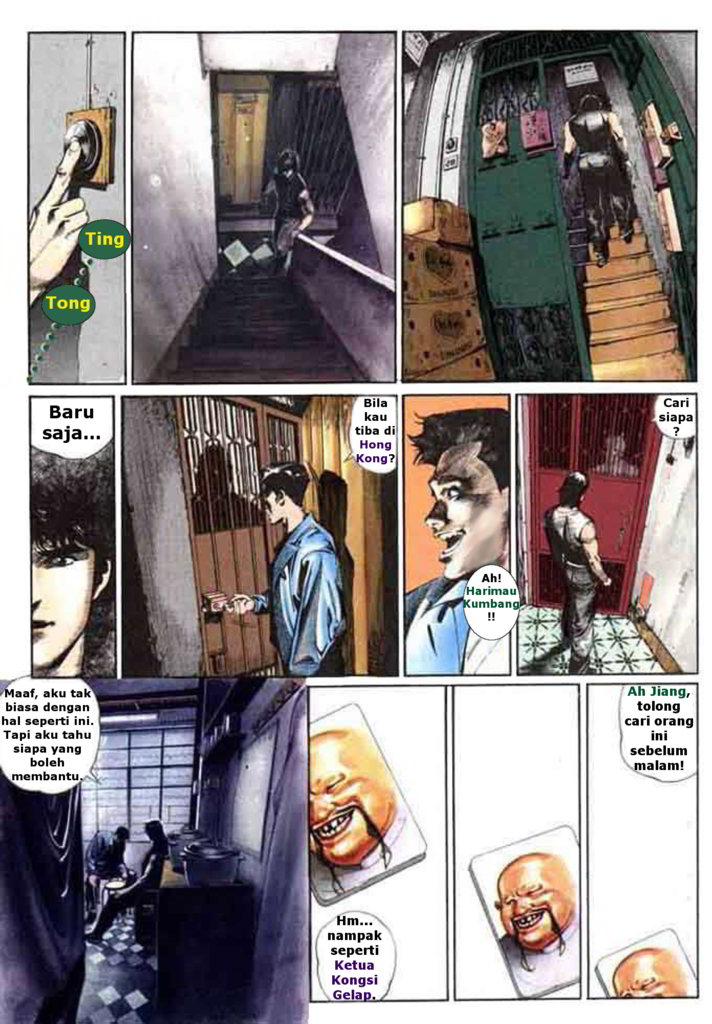 Ting
Tong
Cari
siapa
?
Ah!
Harimau
Kumbang
!!
Bila
kau
tiba di
Hong
Kong?
Baru
saja...
Ah Jiang,
tolong
cari orang
ini
sebelum
malam!
Hm...
nampak
seperti
Ketua
Kongsi
Gelap.
Maaf, aku tak
biasa dengan
hal seperti ini.
Tapi aku tahu
siapa yang
boleh
membantu.